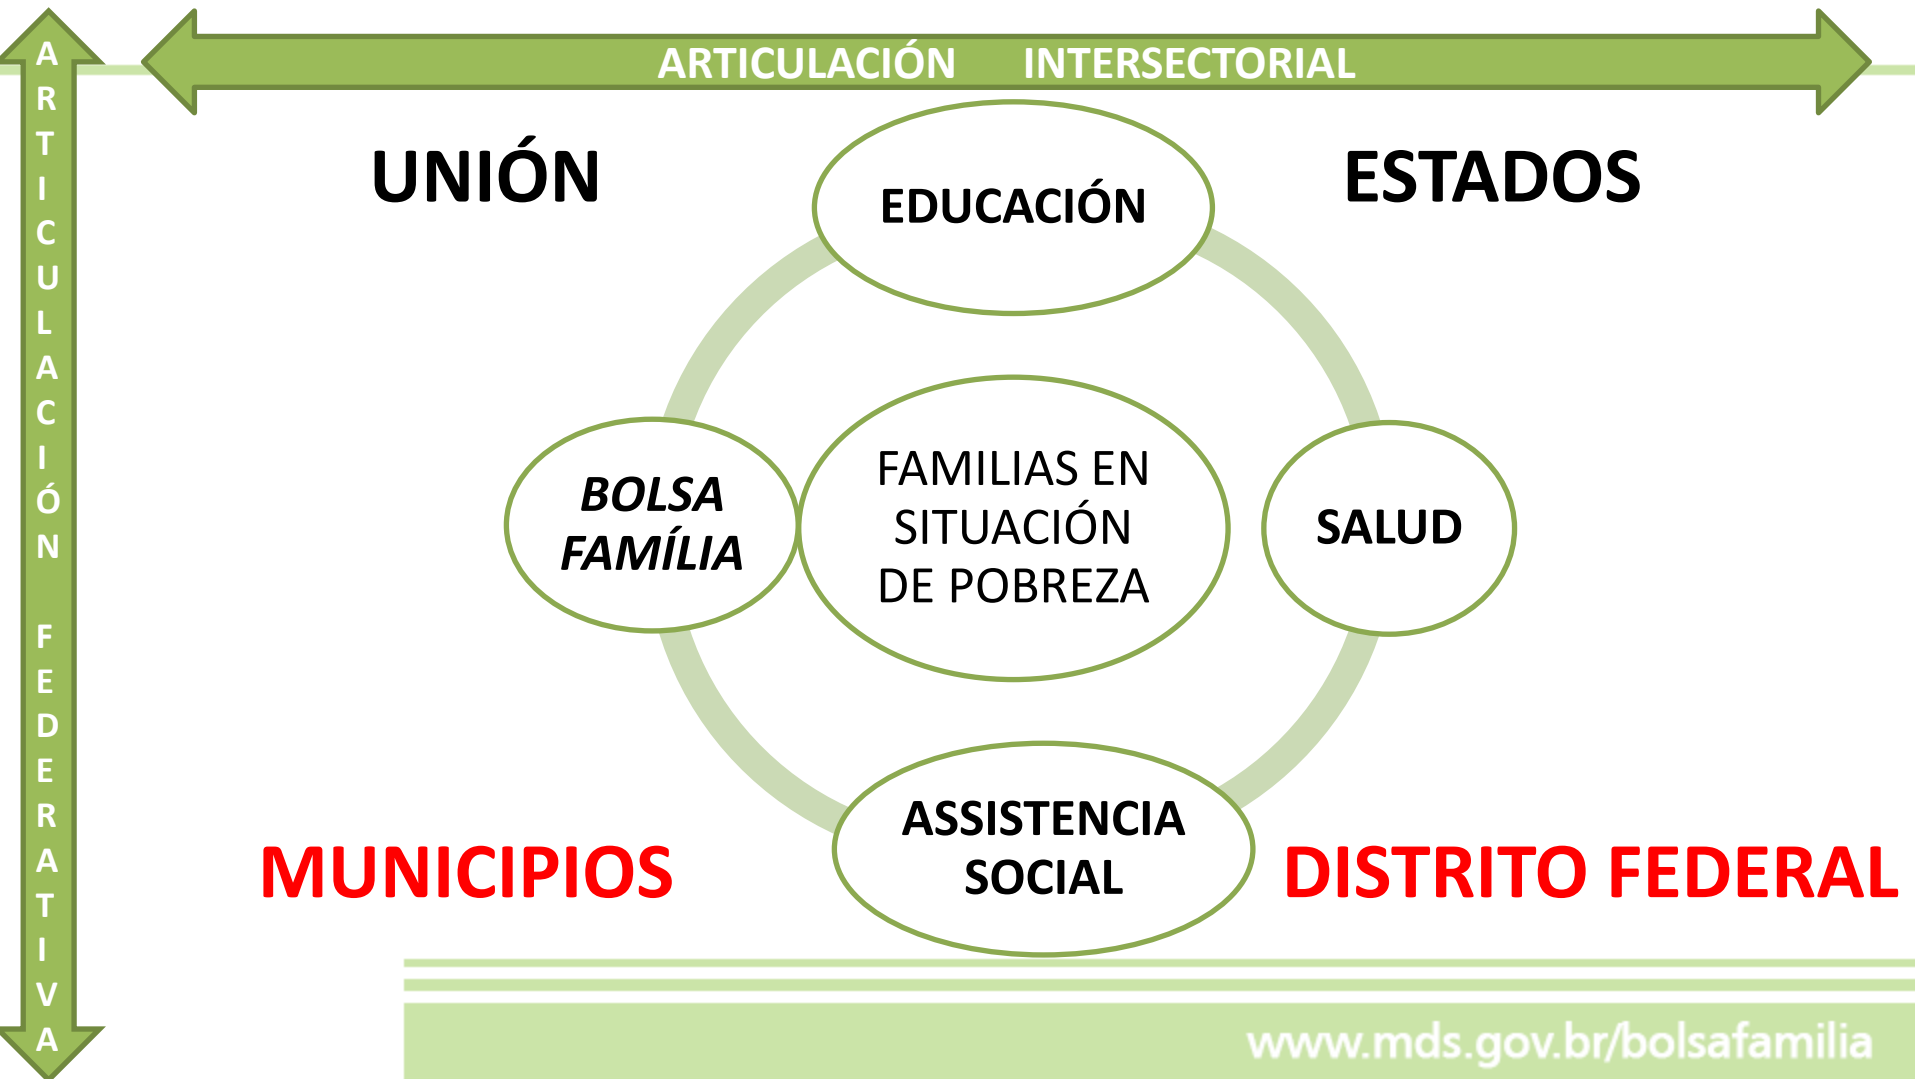 ARTICULACIÓN INTERSECTORIAL
ARTICULACIÓN FEDERATIVA
UNIÓN
ESTADOS
EDUCACIÓN
BOLSA
FAMÍLIA
FAMILIAS EN
SITUACIÓN
DE POBREZA
SALUD
ASSISTENCIA
SOCIAL
MUNICIPIOS
DISTRITO FEDERAL
www.mds.gov.br/bolsafamilia